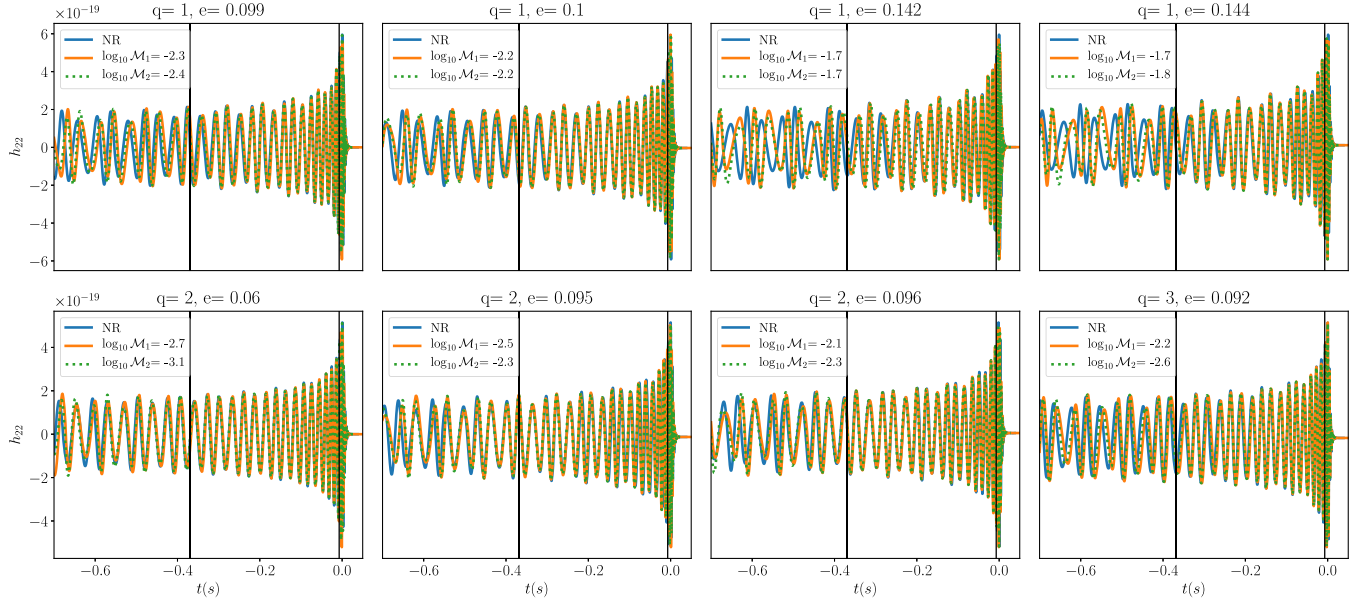 ×10⁻¹⁹
q= 1, e= 0.099
q= 1, e= 0.1
q= 1, e= 0.142
q= 1, e= 0.144
NR
log₁₀ ℳ₁= -2.3
log₁₀ ℳ₂= -2.4
NR
log₁₀ ℳ₁= -2.2
log₁₀ ℳ₂= -2.2
NR
log₁₀ ℳ₁= -1.7
log₁₀ ℳ₂= -1.7
NR
log₁₀ ℳ₁= -1.7
log₁₀ ℳ₂= -1.8
6
4
2
0
−2
−4
−6
h₂₂
×10⁻¹⁹
q= 2, e= 0.06
q= 2, e= 0.095
q= 2, e= 0.096
q= 3, e= 0.092
NR
log₁₀ ℳ₁= -2.7
log₁₀ ℳ₂= -3.1
NR
log₁₀ ℳ₁= -2.5
log₁₀ ℳ₂= -2.3
NR
log₁₀ ℳ₁= -2.1
log₁₀ ℳ₂= -2.3
NR
log₁₀ ℳ₁= -2.2
log₁₀ ℳ₂= -2.6
4
2
0
−2
−4
h₂₂
−0.6 −0.4 −0.2 0.0
−0.6 −0.4 −0.2 0.0
−0.6 −0.4 −0.2 0.0
−0.6 −0.4 −0.2 0.0
t(s)
t(s)
t(s)
t(s)